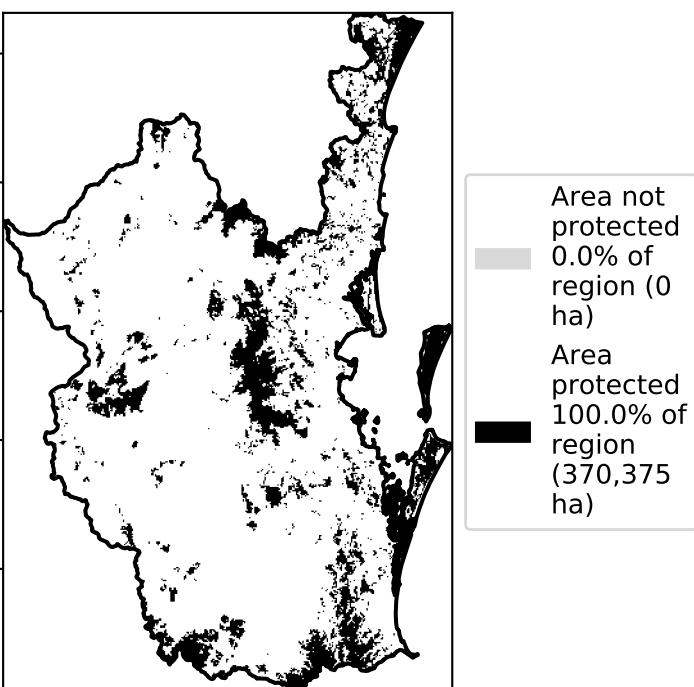 Area not
protected
0.0% of
region (0
ha)
Area
protected
100.0% of
region
(370,375
ha)